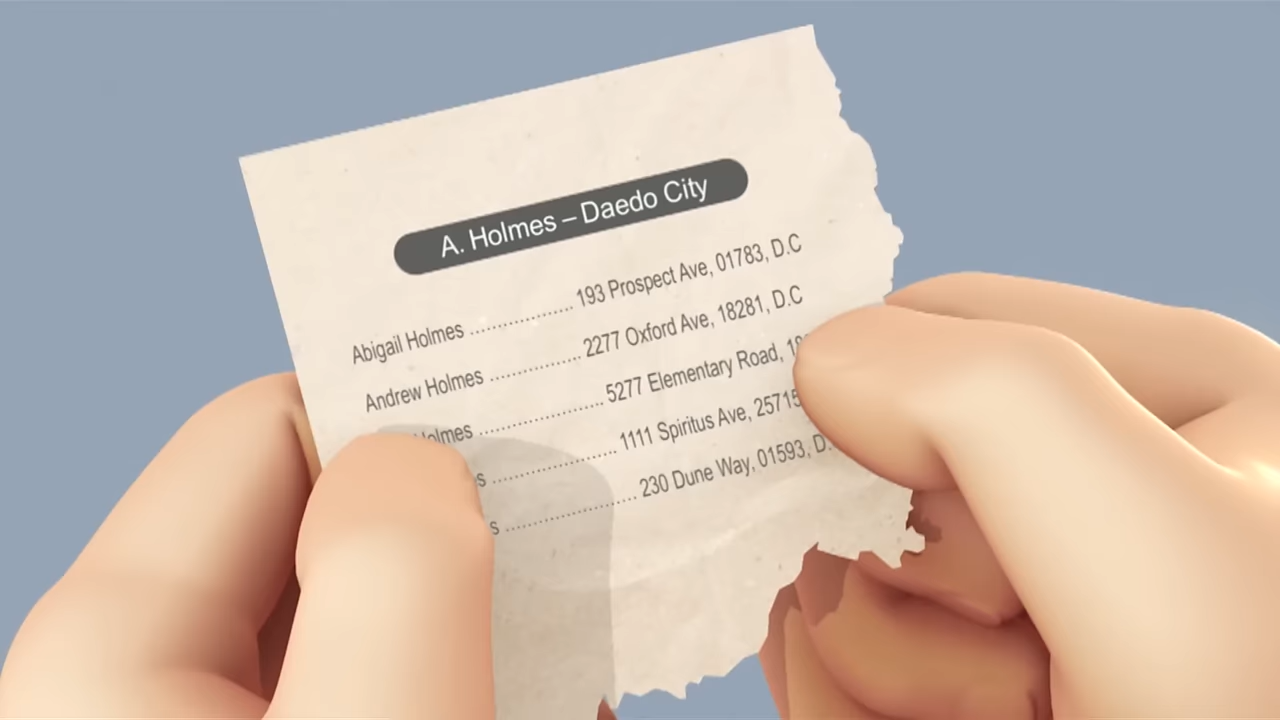 A. Holmes – Daedo City
Abigail Holmes .................. 193 Prospect Ave, 01783, D.C
Andrew Holmes ................ 2277 Oxford Ave, 18281, D.C
Holmes ...................... 5277 Elementary Road,
...................... 1111 Spiritus Ave, 25715
........................ 230 Dune Way, 01593,